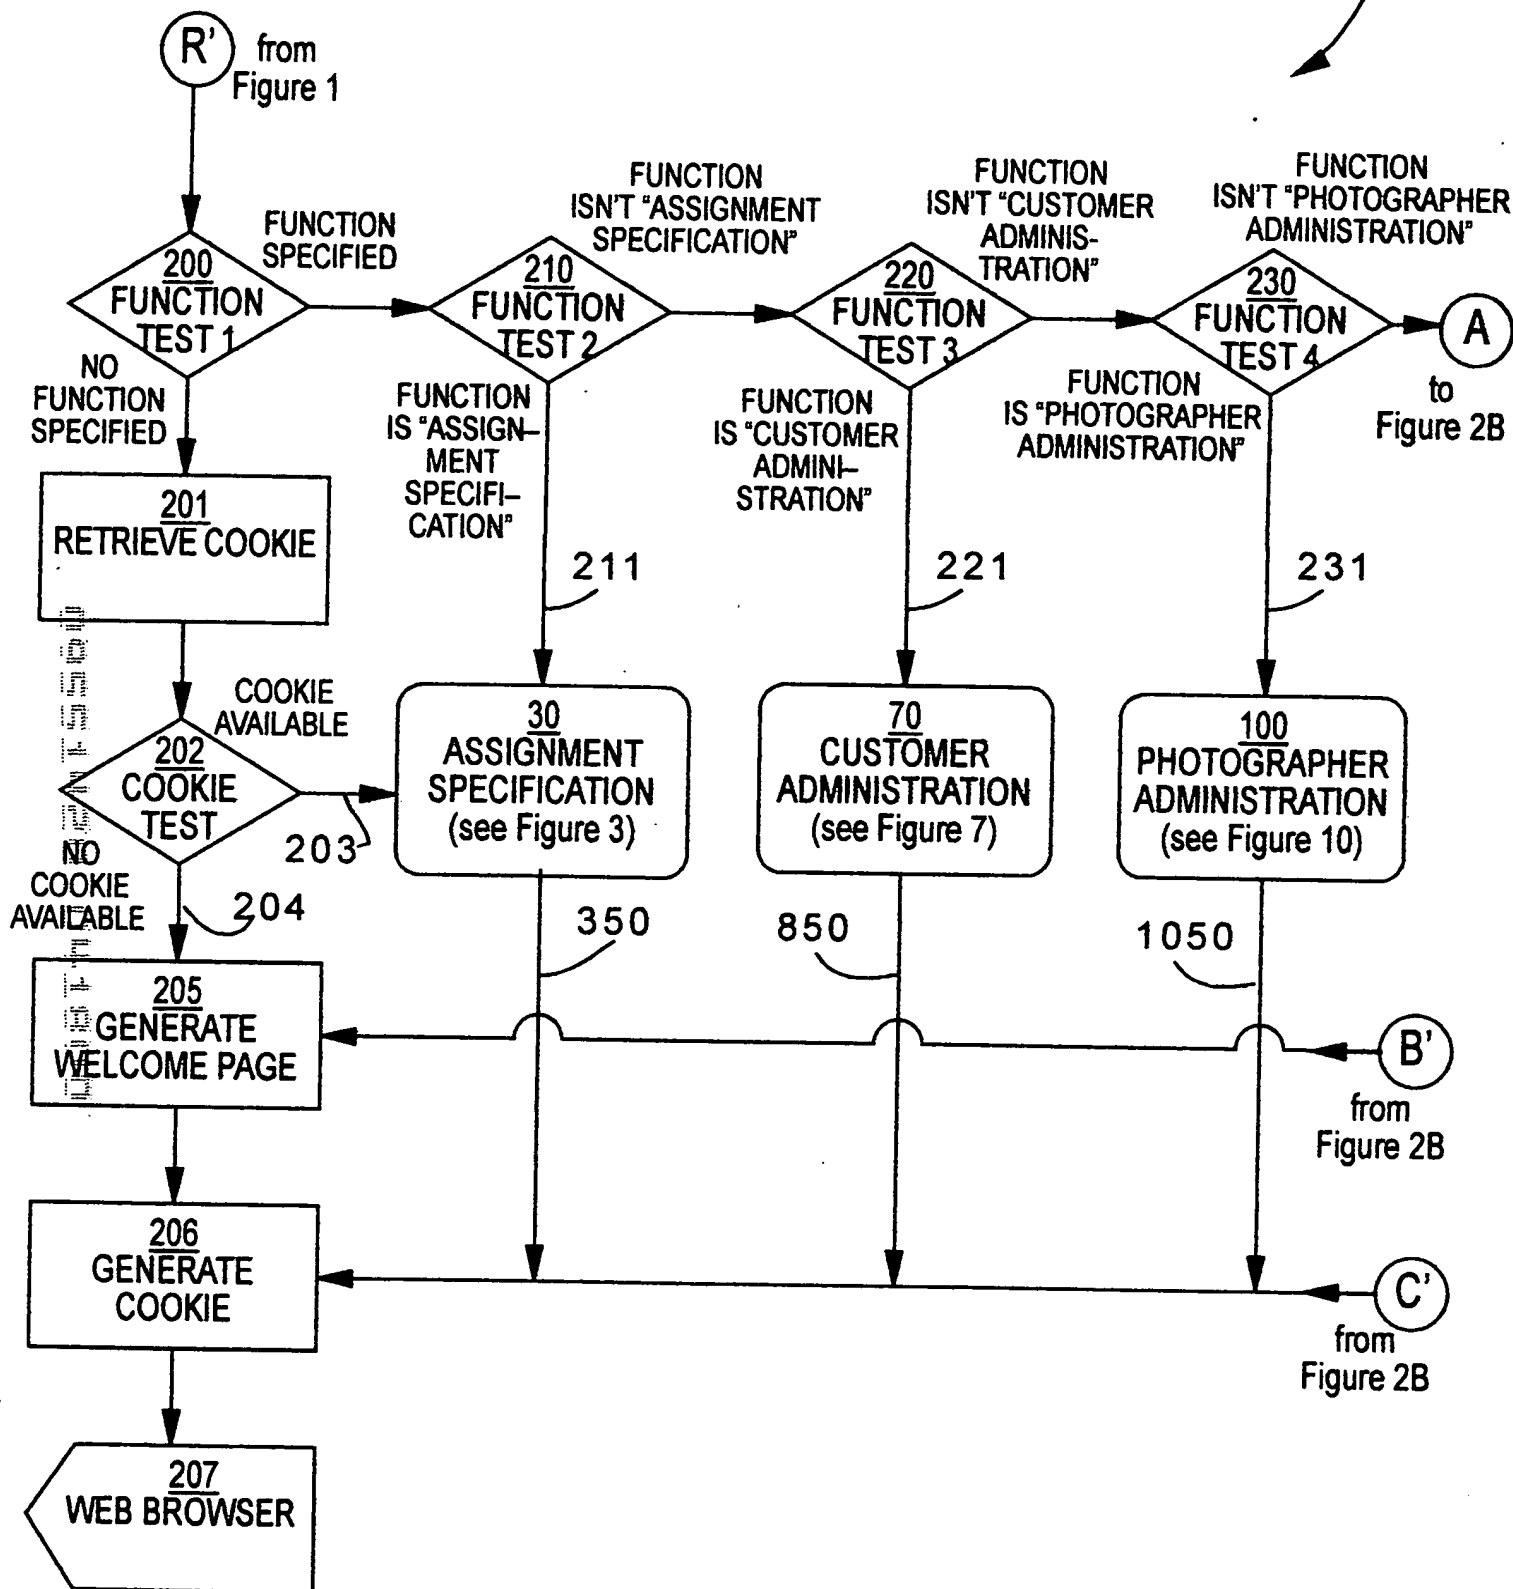 R'
from
Figure 1
FUNCTION
SPECIFIED
FUNCTION
ISN'T "ASSIGNMENT
SPECIFICATION"
FUNCTION
ISN'T "CUSTOMER
ADMINIS-
TRATION"
FUNCTION
ISN'T "PHOTOGRAPHER
ADMINISTRATION"
200
FUNCTION
TEST 1
210
FUNCTION
TEST 2
220
FUNCTION
TEST 3
230
FUNCTION
TEST 4
A
to
Figure 2B
NO
FUNCTION
SPECIFIED
FUNCTION
IS "ASSIGN-
MENT
SPECIFI-
CATION"
FUNCTION
IS "CUSTOMER
ADMINI-
STRATION"
FUNCTION
IS "PHOTOGRAPHER
ADMINISTRATION"
201
RETRIEVE COOKIE
211
221
231
COOKIE
AVAILABLE
202
COOKIE
TEST
203
30
ASSIGNMENT
SPECIFICATION
(see Figure 3)
70
CUSTOMER
ADMINISTRATION
(see Figure 7)
100
PHOTOGRAPHER
ADMINISTRATION
(see Figure 10)
NO
COOKIE
AVAILABLE
204
350
850
1050
205
GENERATE
WELCOME PAGE
B'
from
Figure 2B
206
GENERATE
COOKIE
C'
from
Figure 2B
207
WEB BROWSER